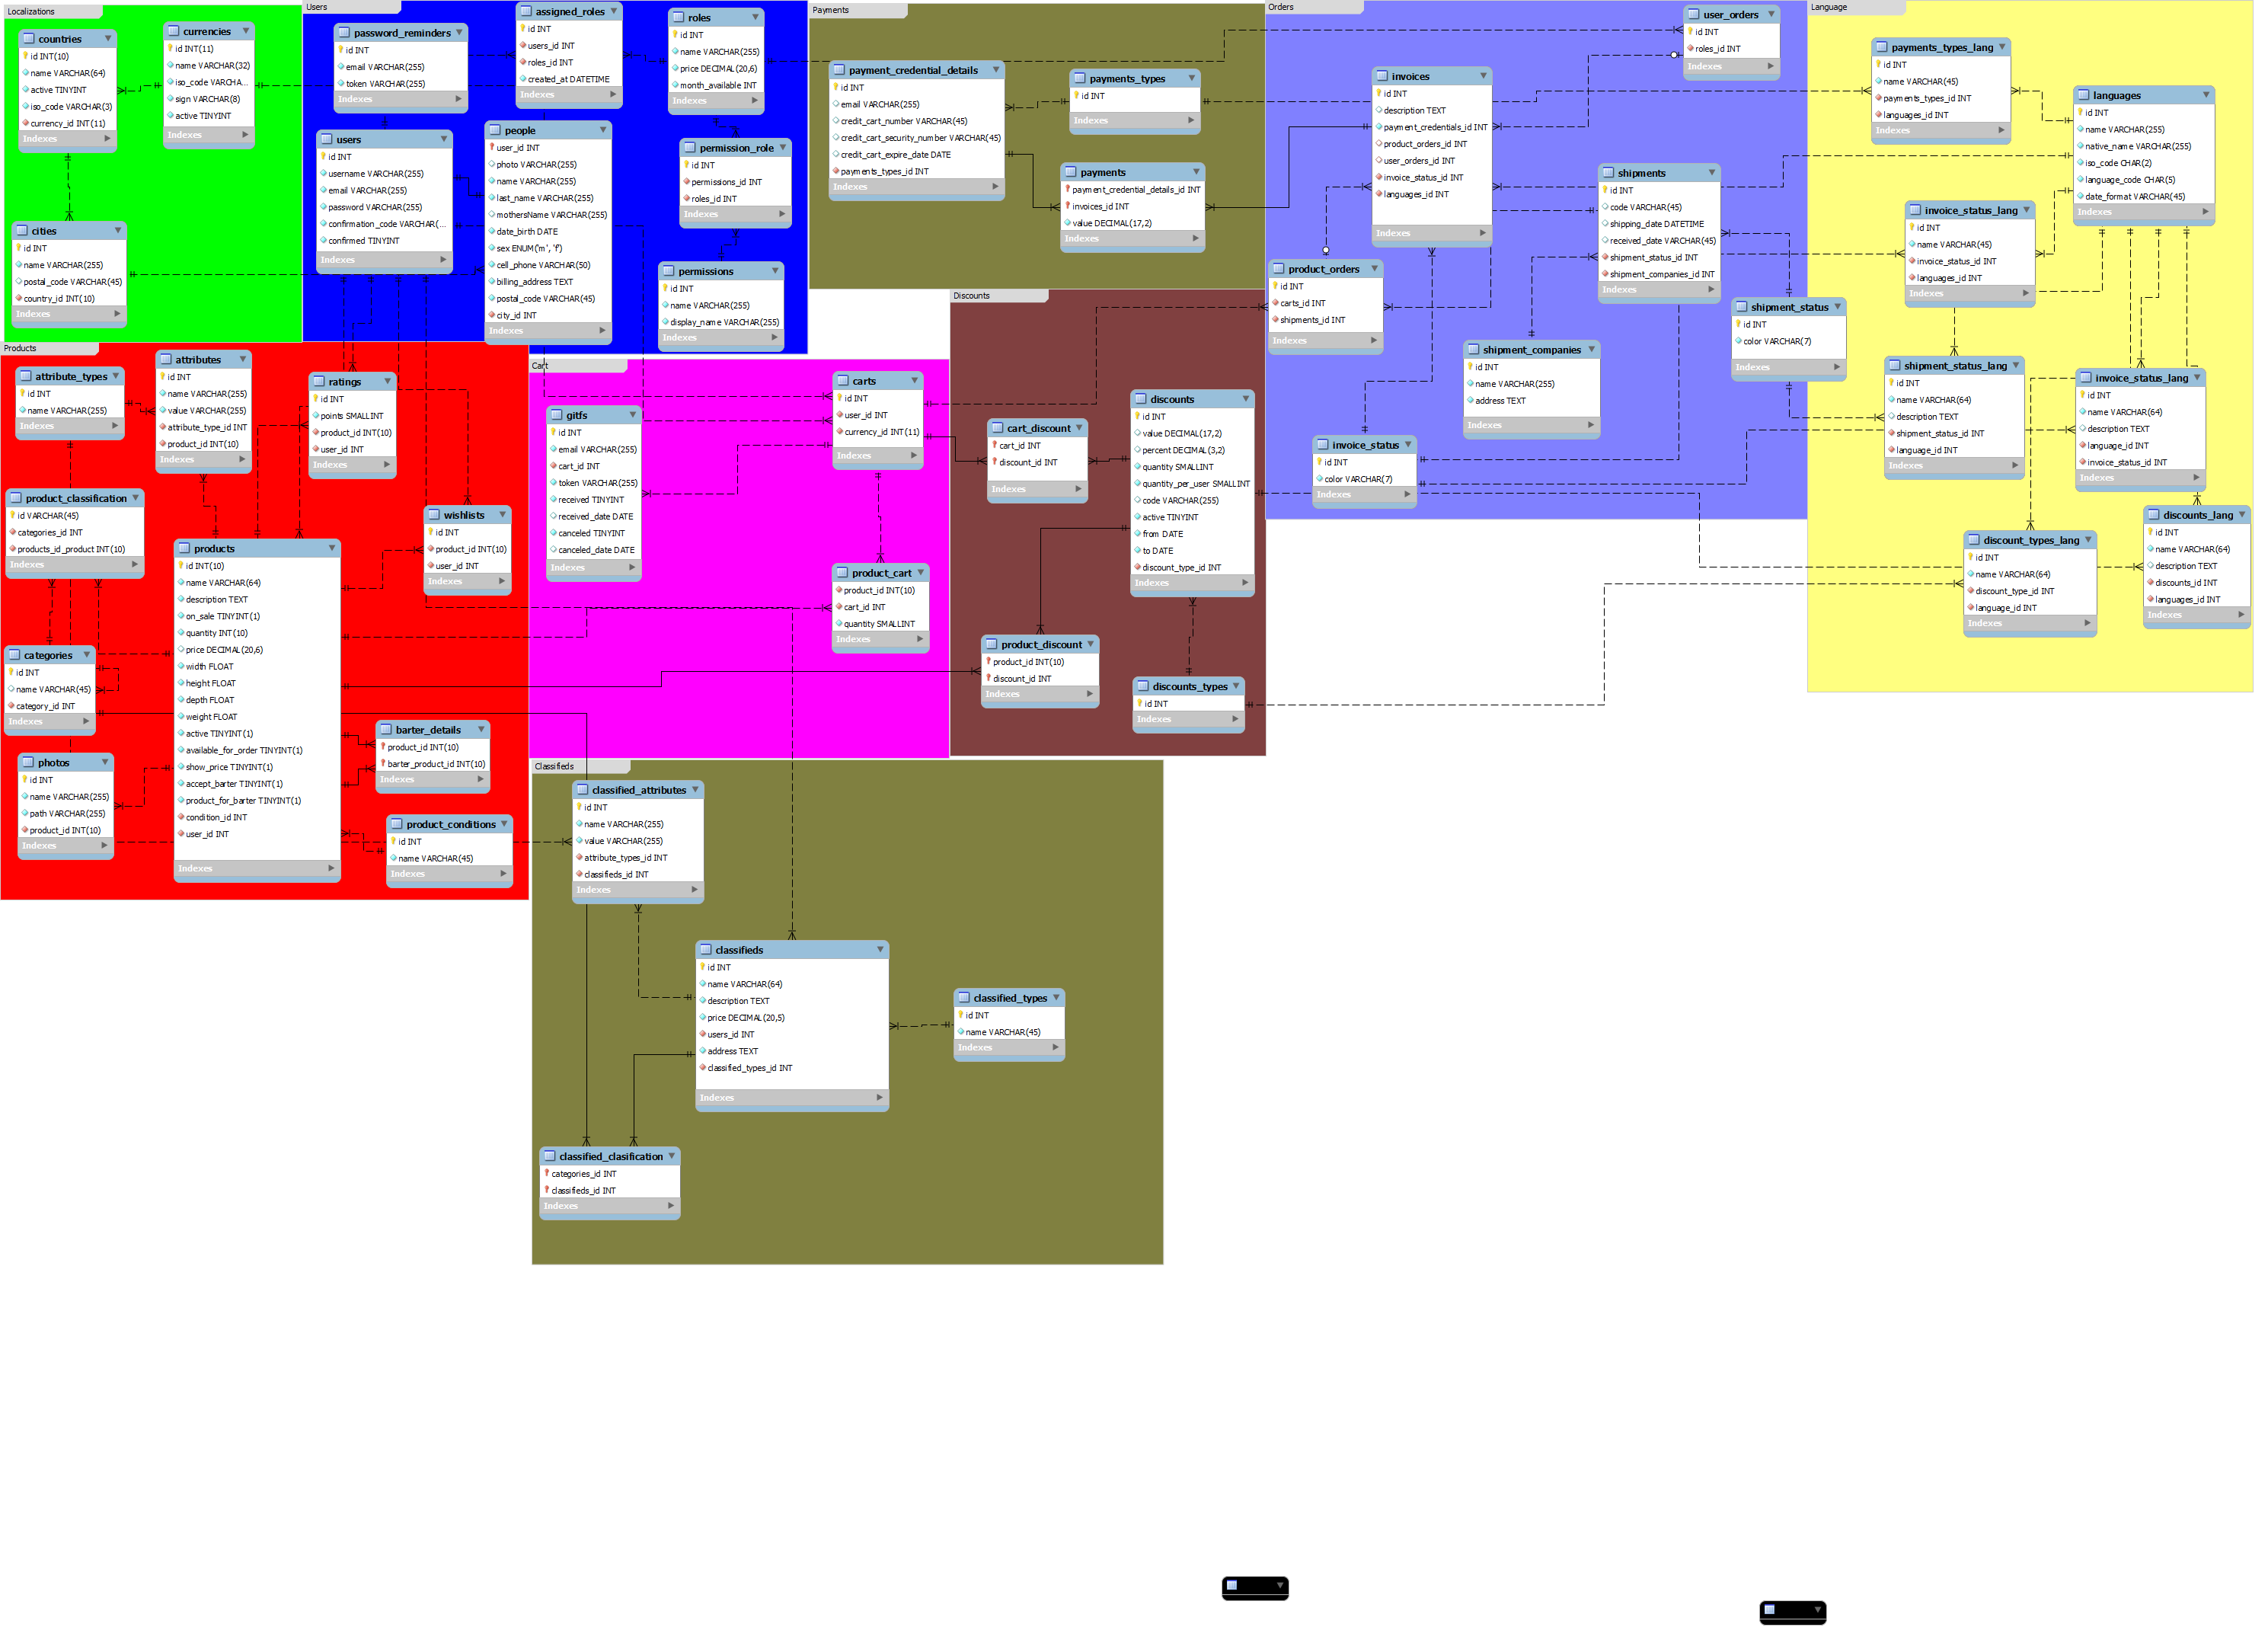 Localizations
countries
id INT(10)
name VARCHAR(64)
active TINYINT
iso_code VARCHAR(3)
currency_id INT(11)
Indexes
currencies
id INT(11)
name VARCHAR(32)
iso_code VARCHA...
sign VARCHAR(8)
active TINYINT
Indexes
cities
id INT
name VARCHAR(255)
postal_code VARCHAR(45)
country_id INT(10)
Indexes
Users
password_reminders
id INT
email VARCHAR(255)
token VARCHAR(255)
Indexes
assigned_roles
id INT
users_id INT
roles_id INT
created_at DATETIME
Indexes
roles
id INT
name VARCHAR(255)
price DECIMAL(20,6)
month_available INT
Indexes
users
id INT
username VARCHAR(255)
email VARCHAR(255)
password VARCHAR(255)
confirmation_code VARCHAR(...
confirmed TINYINT
Indexes
people
user_id INT
photo VARCHAR(255)
name VARCHAR(255)
last_name VARCHAR(255)
mothersName VARCHAR(255)
date_birth DATE
sex ENUM('m', 'f')
cell_phone VARCHAR(50)
billing_address TEXT
postal_code VARCHAR(45)
city_id INT
Indexes
permission_role
id INT
permissions_id INT
roles_id INT
Indexes
permissions
id INT
name VARCHAR(255)
display_name VARCHAR(255)
Indexes
Payments
payment_credential_details
id INT
email VARCHAR(255)
credit_cart_number VARCHAR(45)
credit_cart_security_number VARCHAR(45)
credit_cart_expire_date DATE
payments_types_id INT
Indexes
payments_types
id INT
Indexes
payments
payment_credential_details_id INT
invoices_id INT
value DECIMAL(17,2)
Indexes
Orders
user_orders
id INT
roles_id INT
Indexes
invoices
id INT
description TEXT
payment_credentials_id INT
product_orders_id INT
user_orders_id INT
invoice_status_id INT
languages_id INT
Indexes
shipments
id INT
code VARCHAR(45)
shipping_date DATETIME
received_date VARCHAR(45)
shipment_status_id INT
shipment_companies_id INT
Indexes
product_orders
id INT
carts_id INT
shipments_id INT
Indexes
shipment_status
id INT
color VARCHAR(7)
Indexes
shipment_companies
id INT
name VARCHAR(255)
address TEXT
Indexes
invoice_status
id INT
color VARCHAR(7)
Indexes
Language
payments_types_lang
id INT
name VARCHAR(45)
payments_types_id INT
languages_id INT
Indexes
languages
id INT
name VARCHAR(255)
native_name VARCHAR(255)
iso_code CHAR(2)
language_code CHAR(5)
date_format VARCHAR(45)
Indexes
invoice_status_lang
id INT
name VARCHAR(45)
invoice_status_id INT
languages_id INT
Indexes
shipment_status_lang
id INT
name VARCHAR(64)
description TEXT
shipment_status_id INT
language_id INT
Indexes
invoice_status_lang
id INT
name VARCHAR(64)
description TEXT
language_id INT
invoice_status_id INT
Indexes
discount_types_lang
id INT
name VARCHAR(64)
discount_type_id INT
language_id INT
Indexes
discounts_lang
id INT
name VARCHAR(64)
description TEXT
discounts_id INT
languages_id INT
Indexes
Products
attribute_types
id INT
name VARCHAR(255)
Indexes
attributes
id INT
name VARCHAR(255)
value VARCHAR(255)
attribute_type_id INT
product_id INT(10)
Indexes
ratings
id INT
points SMALLINT
product_id INT(10)
user_id INT
Indexes
product_classification
id VARCHAR(45)
categories_id INT
products_id_product INT(10)
Indexes
wishlists
id INT
product_id INT(10)
user_id INT
Indexes
products
id INT(10)
name VARCHAR(64)
description TEXT
on_sale TINYINT(1)
quantity INT(10)
price DECIMAL(20,6)
width FLOAT
height FLOAT
depth FLOAT
weight FLOAT
active TINYINT(1)
available_for_order TINYINT(1)
show_price TINYINT(1)
accept_barter TINYINT(1)
product_for_barter TINYINT(1)
condition_id INT
user_id INT
Indexes
categories
id INT
name VARCHAR(45)
category_id INT
Indexes
photos
id INT
name VARCHAR(255)
path VARCHAR(255)
product_id INT(10)
Indexes
barter_details
product_id INT(10)
barter_product_id INT(10)
Indexes
product_conditions
id INT
name VARCHAR(45)
Indexes
Cart
gitfs
id INT
email VARCHAR(255)
cart_id INT
token VARCHAR(255)
received TINYINT
received_date DATE
canceled TINYINT
canceled_date DATE
Indexes
carts
id INT
user_id INT
currency_id INT(11)
Indexes
product_cart
product_id INT(10)
cart_id INT
quantity SMALLINT
Indexes
Discounts
cart_discount
cart_id INT
discount_id INT
Indexes
discounts
id INT
value DECIMAL(17,2)
percent DECIMAL(3,2)
quantity SMALLINT
quantity_per_user SMALLINT
code VARCHAR(255)
active TINYINT
from DATE
to DATE
discount_type_id INT
Indexes
product_discount
product_id INT(10)
discount_id INT
Indexes
discounts_types
id INT
Indexes
Classifieds
classified_attributes
id INT
name VARCHAR(255)
value VARCHAR(255)
attribute_types_id INT
classifieds_id INT
Indexes
classifieds
id INT
name VARCHAR(64)
description TEXT
price DECIMAL(20,5)
users_id INT
address TEXT
classified_types_id INT
Indexes
classified_types
id INT
name VARCHAR(45)
Indexes
classified_clasification
categories_id INT
classifieds_id INT
Indexes